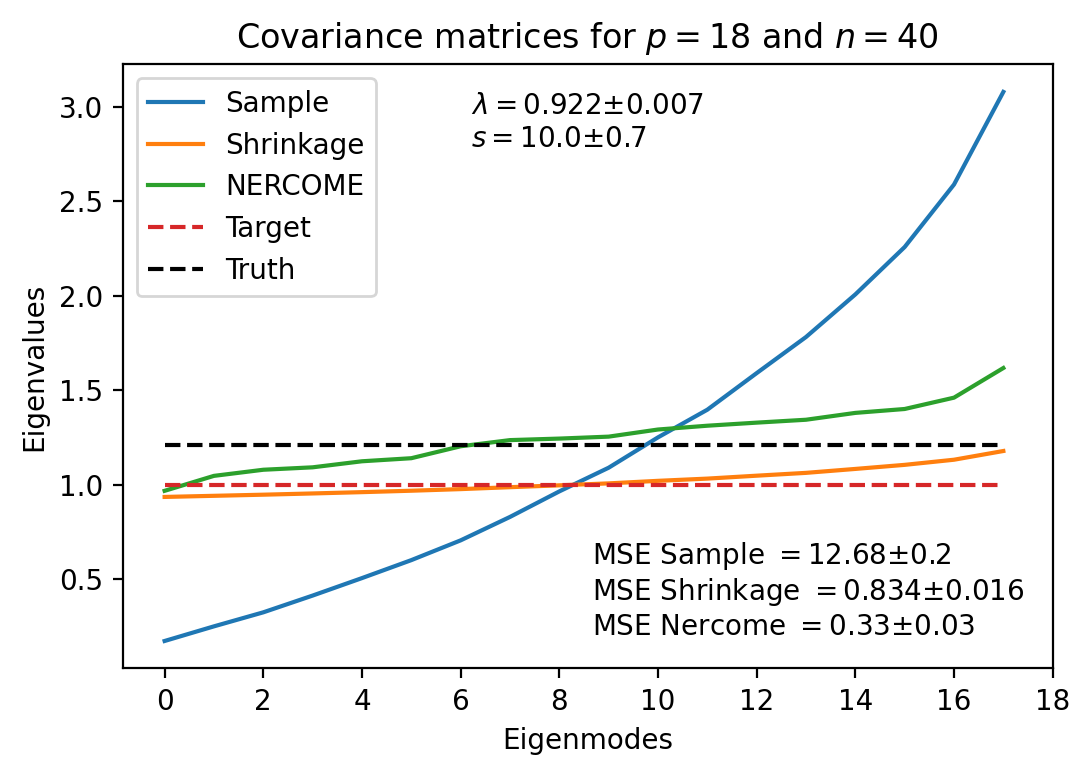 Covariance matrices for p = 18 and n = 40
Sample
Shrinkage
NERCOME
Target
Truth
λ = 0.922±0.007
s = 10.0±0.7
MSE Sample = 12.68±0.2
MSE Shrinkage = 0.834±0.016
MSE Nercome = 0.33±0.03
Eigenvalues
3.0
2.5
2.0
1.5
1.0
0.5
0 2 4 6 8 10 12 14 16 18
Eigenmodes